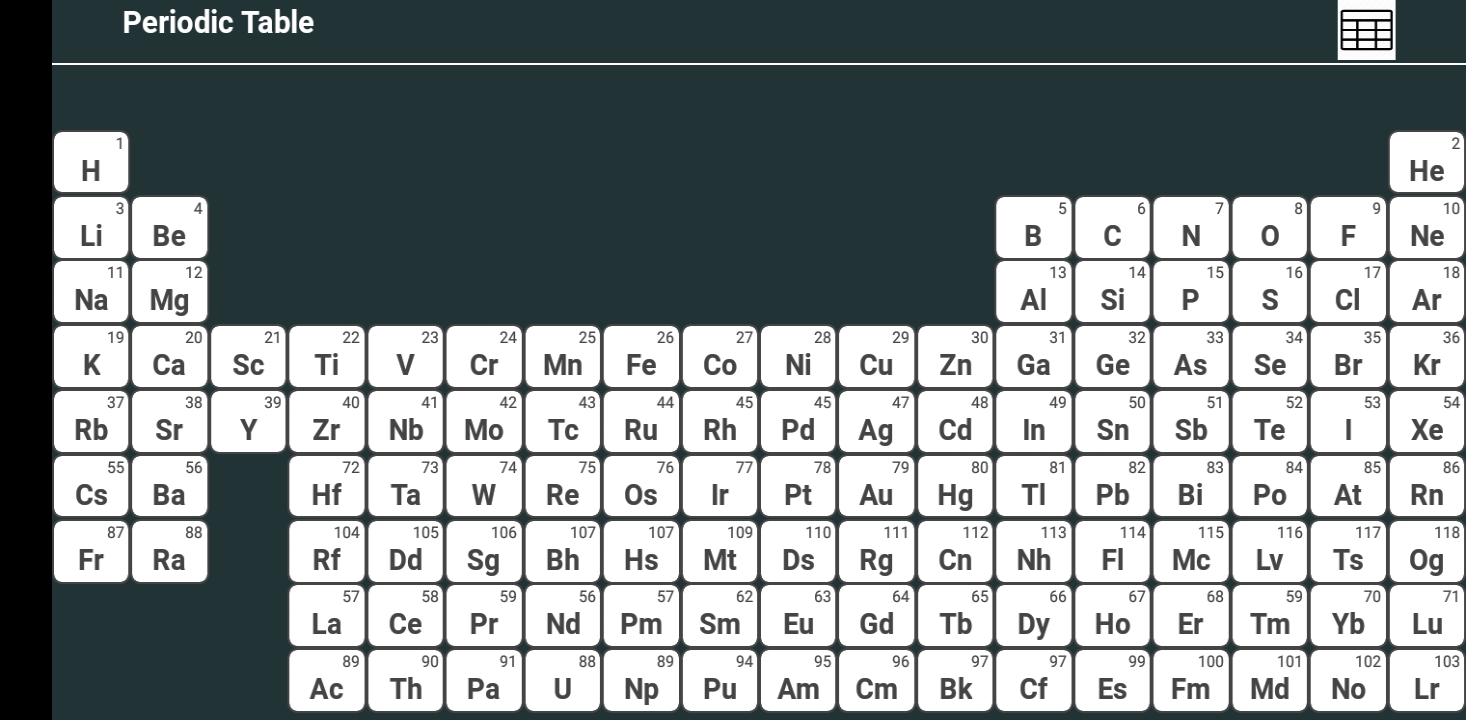 Periodic Table
1 2
H He
3 4 5 6 7 8 9 10
Li Be B C N O F Ne
11 12 13 14 15 16 17 18
Na Mg Al Si P S Cl Ar
19 20 21 22 23 24 25 26 27 28 29 30 31 32 33 34 35 36
K Ca Sc Ti V Cr Mn Fe Co Ni Cu Zn Ga Ge As Se Br Kr
37 38 39 40 41 42 43 44 45 45 47 48 49 50 51 52 53 54
Rb Sr Y Zr Nb Mo Tc Ru Rh Pd Ag Cd In Sn Sb Te I Xe
55 56 72 73 74 75 76 77 78 79 80 81 82 83 84 85 86
Cs Ba Hf Ta W Re Os Ir Pt Au Hg Tl Pb Bi Po At Rn
87 88 104 105 106 107 107 109 110 111 112 113 114 115 116 117 118
Fr Ra Rf Dd Sg Bh Hs Mt Ds Rg Cn Nh Fl Mc Lv Ts Og
57 58 59 56 57 62 63 64 65 66 67 68 59 70 71
La Ce Pr Nd Pm Sm Eu Gd Tb Dy Ho Er Tm Yb Lu
89 90 91 88 89 94 95 96 97 97 99 100 101 102 103
Ac Th Pa U Np Pu Am Cm Bk Cf Es Fm Md No Lr